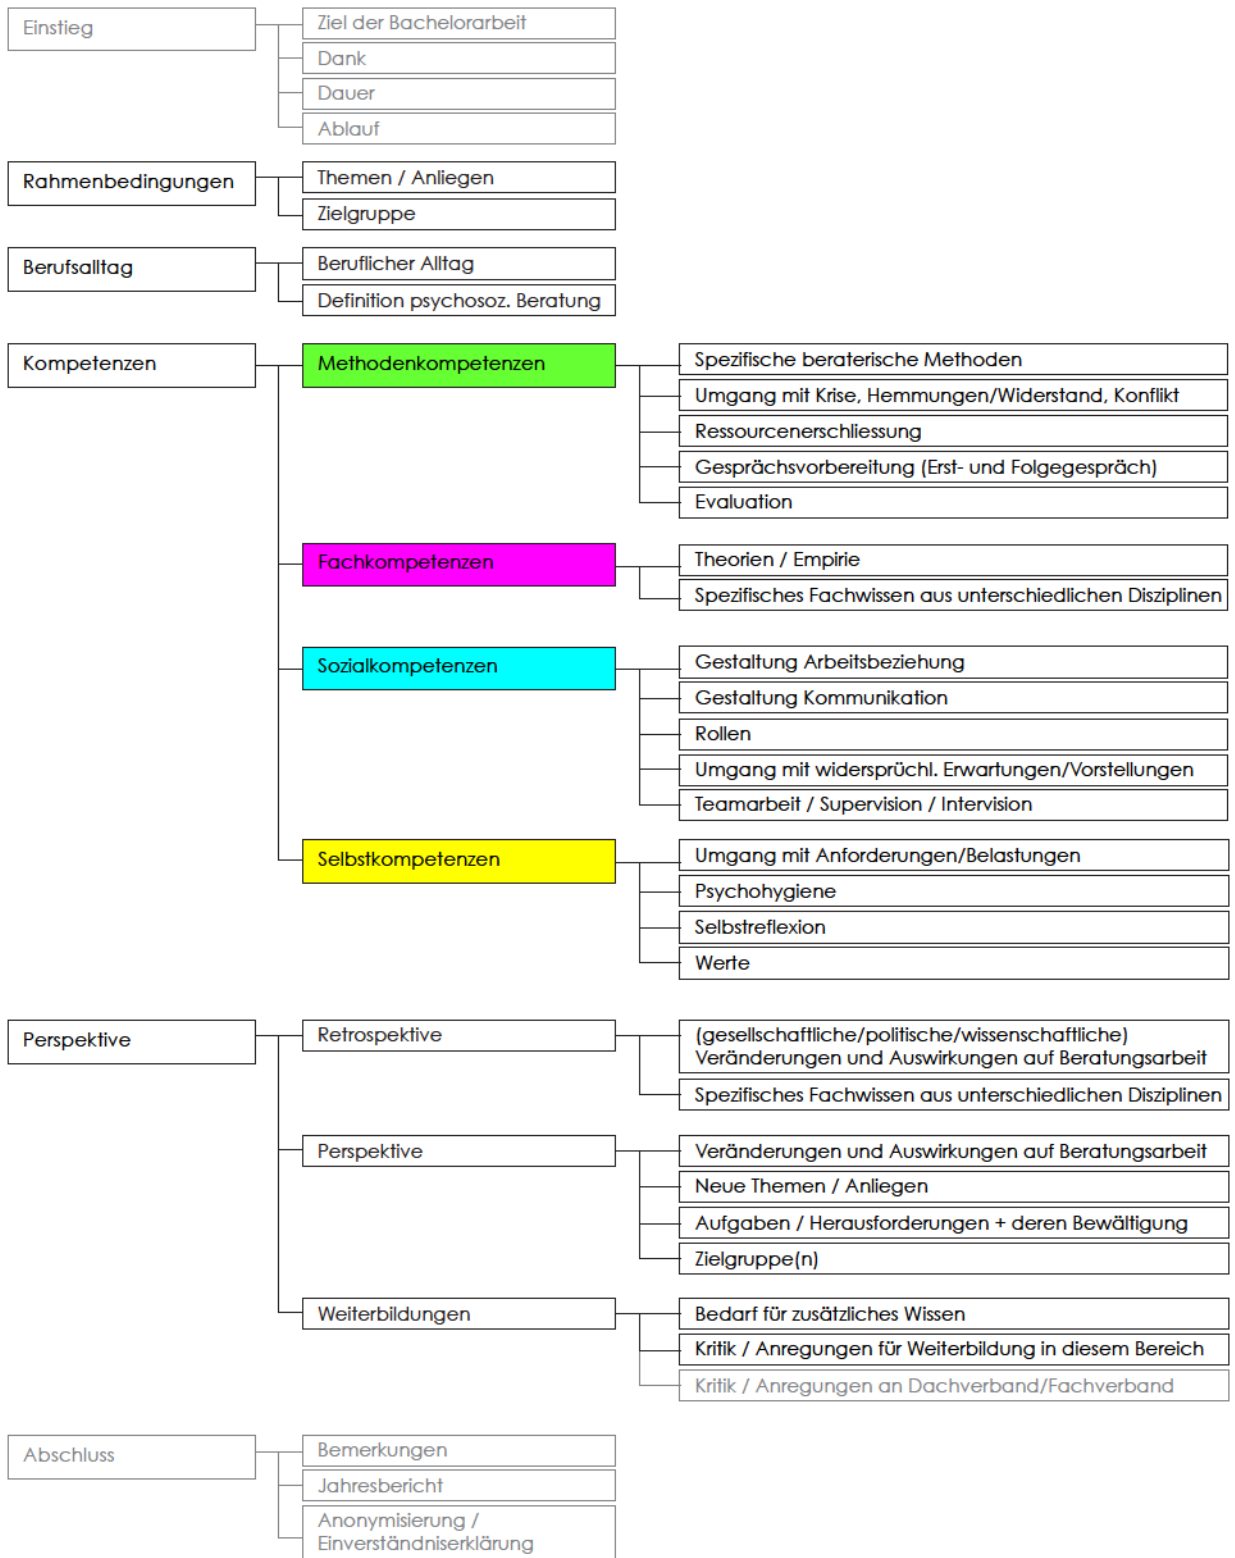 Einstieg
Ziel der Bachelorarbeit
Dank
Dauer
Ablauf
Rahmenbedingungen
Themen / Anliegen
Zielgruppe
Berufsalltag
Beruflicher Alltag
Definition psychosoz. Beratung
Kompetenzen
Methodenkompetenzen
Spezifische beraterische Methoden
Umgang mit Krise, Hemmungen/Widerstand, Konflikt
Ressourcenerschliessung
Gesprächsvorbereitung (Erst- und Folgegespräch)
Evaluation
Fachkompetenzen
Theorien / Empirie
Spezifisches Fachwissen aus unterschiedlichen Disziplinen
Sozialkompetenzen
Gestaltung Arbeitsbeziehung
Gestaltung Kommunikation
Rollen
Umgang mit widersprüchl. Erwartungen/Vorstellungen
Teamarbeit / Supervision / Intervision
Selbstkompetenzen
Umgang mit Anforderungen/Belastungen
Psychohygiene
Selbstreflexion
Werte
Perspektive
Retrospektive
(gesellschaftliche/politische/wissenschaftliche)
Veränderungen und Auswirkungen auf Beratungsarbeit
Spezifisches Fachwissen aus unterschiedlichen Disziplinen
Perspektive
Veränderungen und Auswirkungen auf Beratungsarbeit
Neue Themen / Anliegen
Aufgaben / Herausforderungen + deren Bewältigung
Zielgruppe(n)
Weiterbildungen
Bedarf für zusätzliches Wissen
Kritik / Anregungen für Weiterbildung in diesem Bereich
Kritik / Anregungen an Dachverband/Fachverband
Abschluss
Bemerkungen
Jahresbericht
Anonymisierung /
Einverständniserklärung